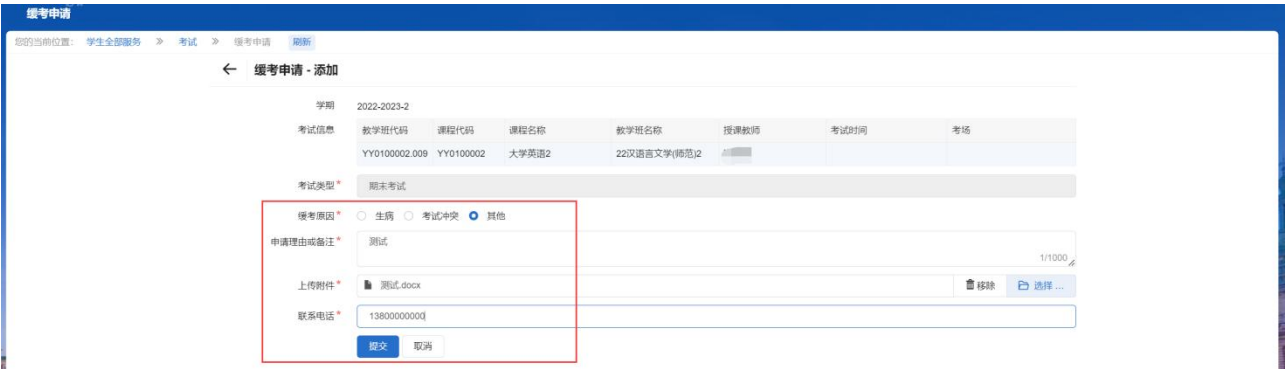 缓考申请
您的当前位置: 学生全部服务 » 考试 » 缓考申请 刷新
← 缓考申请 - 添加
学期 2022-2023-2
考试信息 教学班代码 课程代码 课程名称 教学班名称 授课教师 考试时间 考场
YY0100002.009 YY0100002 大学英语2 22汉语言文学(师范)2
考试类型* 期末考试
缓考原因* 生病 考试冲突 其他
申请理由或备注* 测试
1/1000
上传附件* 测试.docx 移除 选择 ...
联系电话* 13800000000
提交 取消